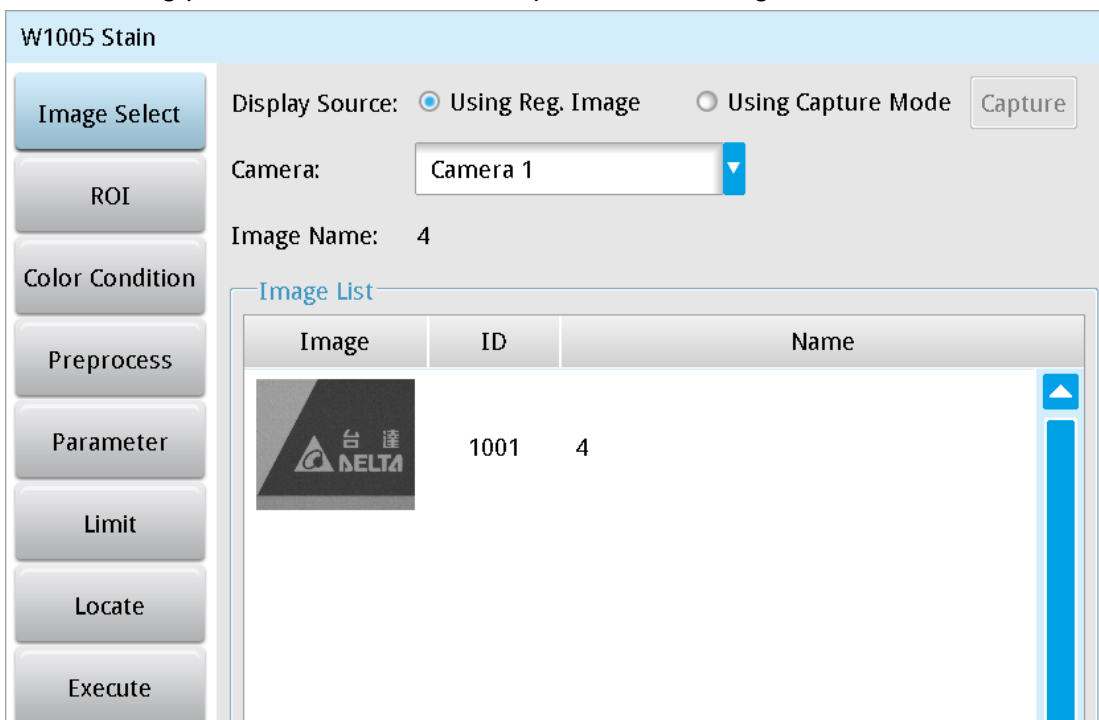 W1005 Stain
Image Select
ROI
Color Condition
Preprocess
Parameter
Limit
Locate
Execute
Display Source: Using Reg. Image Using Capture Mode Capture
Camera: Camera 1
Image Name: 4
Image List
Image ID Name
台達
DELTA
1001 4